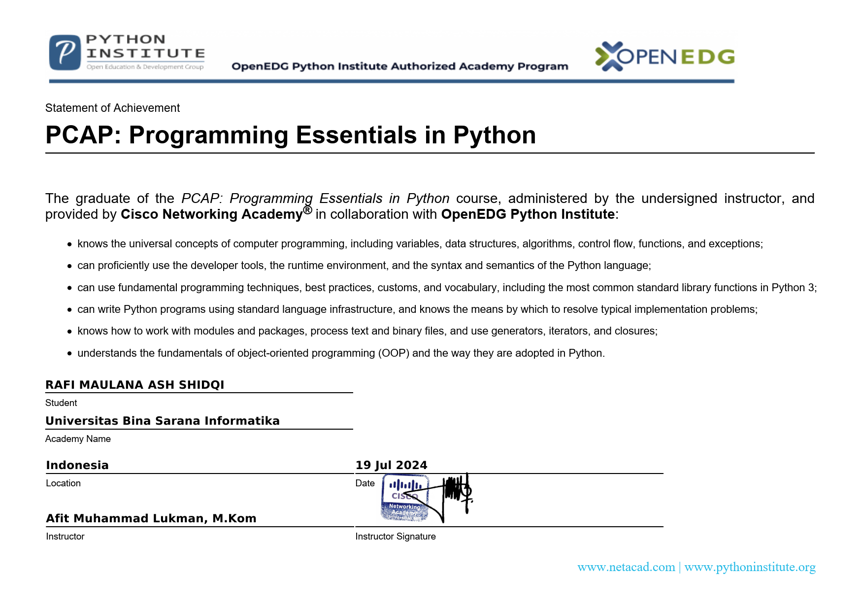 PYTHON
INSTITUTE
Open Education & Development Group
OpenEDG Python Institute Authorized Academy Program
OPENEDG
Statement of Achievement
PCAP: Programming Essentials in Python
The graduate of the PCAP: Programming Essentials in Python course, administered by the undersigned instructor, and
provided by Cisco Networking Academy® in collaboration with OpenEDG Python Institute:
• knows the universal concepts of computer programming, including variables, data structures, algorithms, control flow, functions, and exceptions;
• can proficiently use the developer tools, the runtime environment, and the syntax and semantics of the Python language;
• can use fundamental programming techniques, best practices, customs, and vocabulary, including the most common standard library functions in Python 3;
• can write Python programs using standard language infrastructure, and knows the means by which to resolve typical implementation problems;
• knows how to work with modules and packages, process text and binary files, and use generators, iterators, and closures;
• understands the fundamentals of object-oriented programming (OOP) and the way they are adopted in Python.
RAFI MAULANA ASH SHIDQI
Student
Universitas Bina Sarana Informatika
Academy Name
Indonesia
19 Jul 2024
Location
Date
CISCO
Networking
Academy
Afit Muhammad Lukman, M.Kom
Instructor
Instructor Signature
www.netacad.com | www.pythoninstitute.org